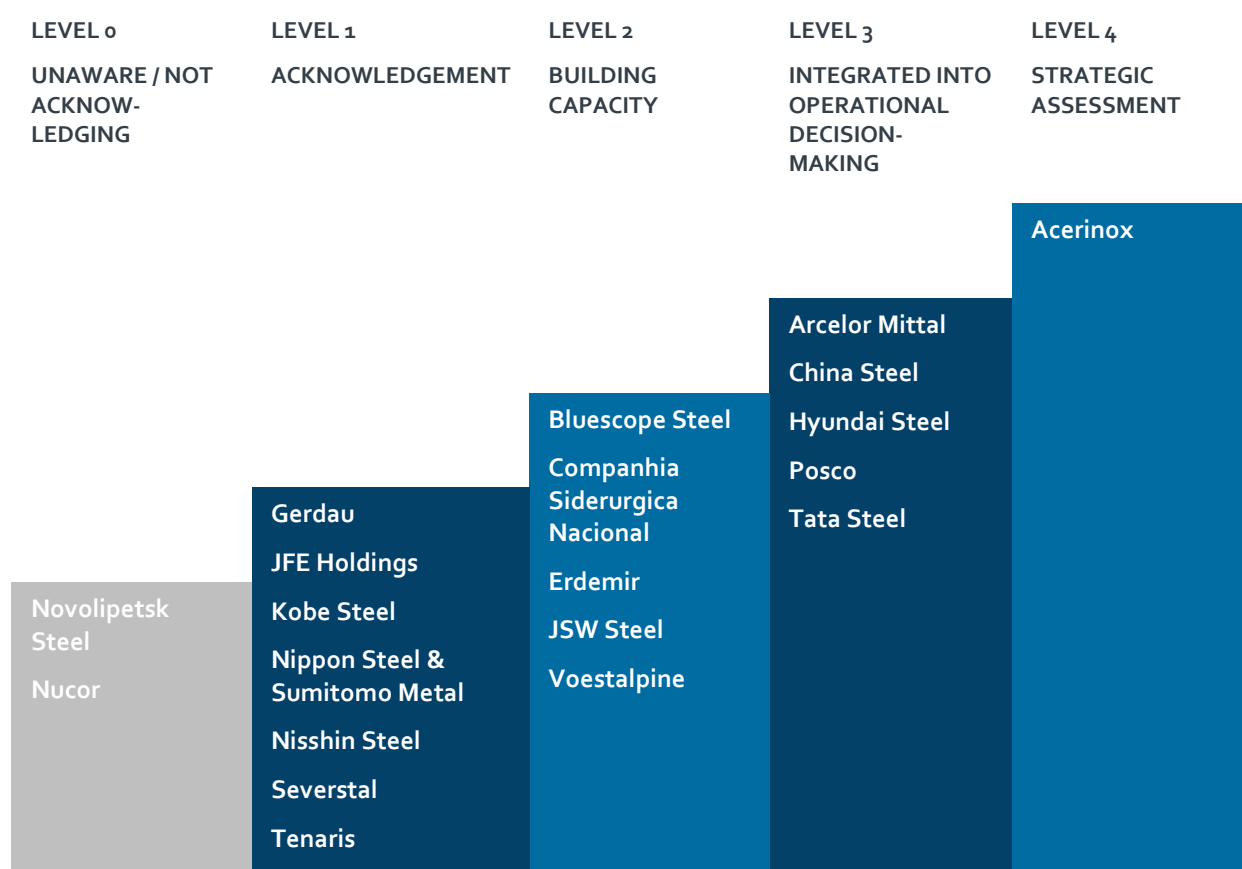 LEVEL 0
UNAWARE / NOT
ACKNOW-
LEDGING
LEVEL 1
ACKNOWLEDGEMENT
LEVEL 2
BUILDING
CAPACITY
LEVEL 3
INTEGRATED INTO
OPERATIONAL
DECISION-
MAKING
LEVEL 4
STRATEGIC
ASSESSMENT
Novolipetsk
Steel
Nucor
Gerdau
JFE Holdings
Kobe Steel
Nippon Steel &
Sumitomo Metal
Nisshin Steel
Severstal
Tenaris
Bluescope Steel
Companhia
Siderurgica
Nacional
Erdemir
JSW Steel
Voestalpine
Arcelor Mittal
China Steel
Hyundai Steel
Posco
Tata Steel
Acerinox